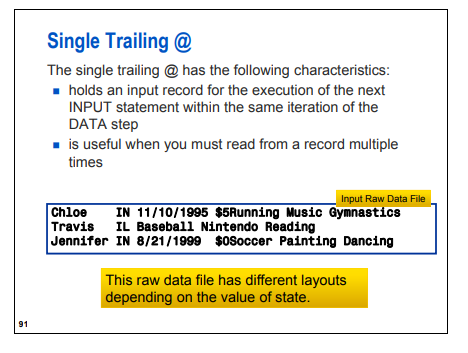 Single Trailing @
The single trailing @ has the following characteristics:
■ holds an input record for the execution of the next
INPUT statement within the same iteration of the
DATA step
■ is useful when you must read from a record multiple
times
Input Raw Data File
Chloe    IN 11/10/1995 $5Running Music Gymnastics
Travis   IL Baseball Nintendo Reading
Jennifer IN 8/21/1999  $0Soccer Painting Dancing
This raw data file has different layouts
depending on the value of state.
91